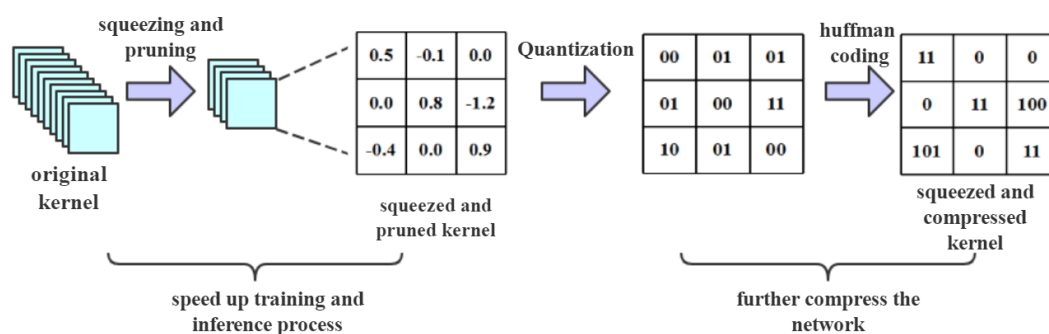 squeezing and
pruning
original
kernel
0.5 -0.1 0.0
0.0 0.8 -1.2
-0.4 0.0 0.9
squeezed and
pruned kernel
Quantization
00 01 01
01 00 11
10 01 00
huffman
coding
11 0 0
0 11 100
101 0 11
squeezed and
compressed
kernel
speed up training and
inference process
further compress the
network